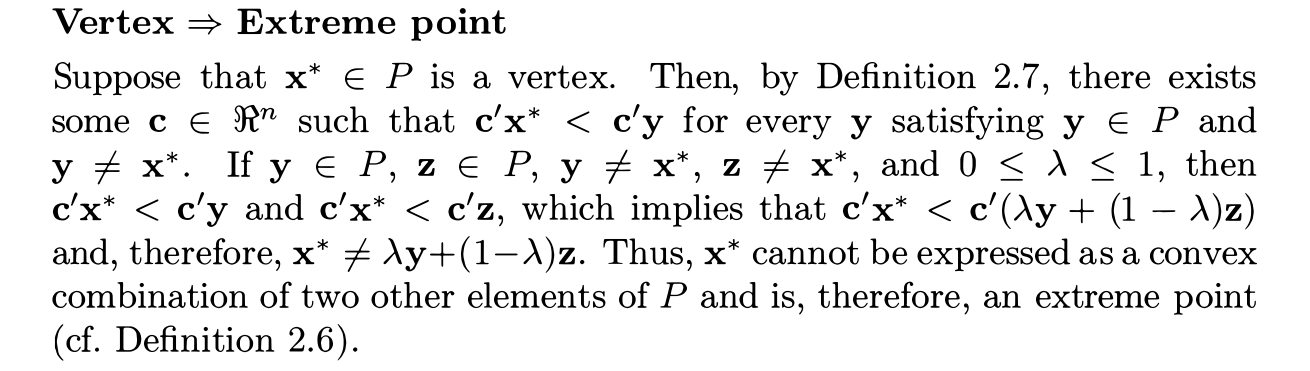 Vertex ⇒ Extreme point
Suppose that x* ∈ P is a vertex. Then, by Definition 2.7, there exists
some c ∈ ℜⁿ such that c′x* < c′y for every y satisfying y ∈ P and
y ≠ x*. If y ∈ P, z ∈ P, y ≠ x*, z ≠ x*, and 0 ≤ λ ≤ 1, then
c′x* < c′y and c′x* < c′z, which implies that c′x* < c′(λy + (1 − λ)z)
and, therefore, x* ≠ λy+(1−λ)z. Thus, x* cannot be expressed as a convex
combination of two other elements of P and is, therefore, an extreme point
(cf. Definition 2.6).